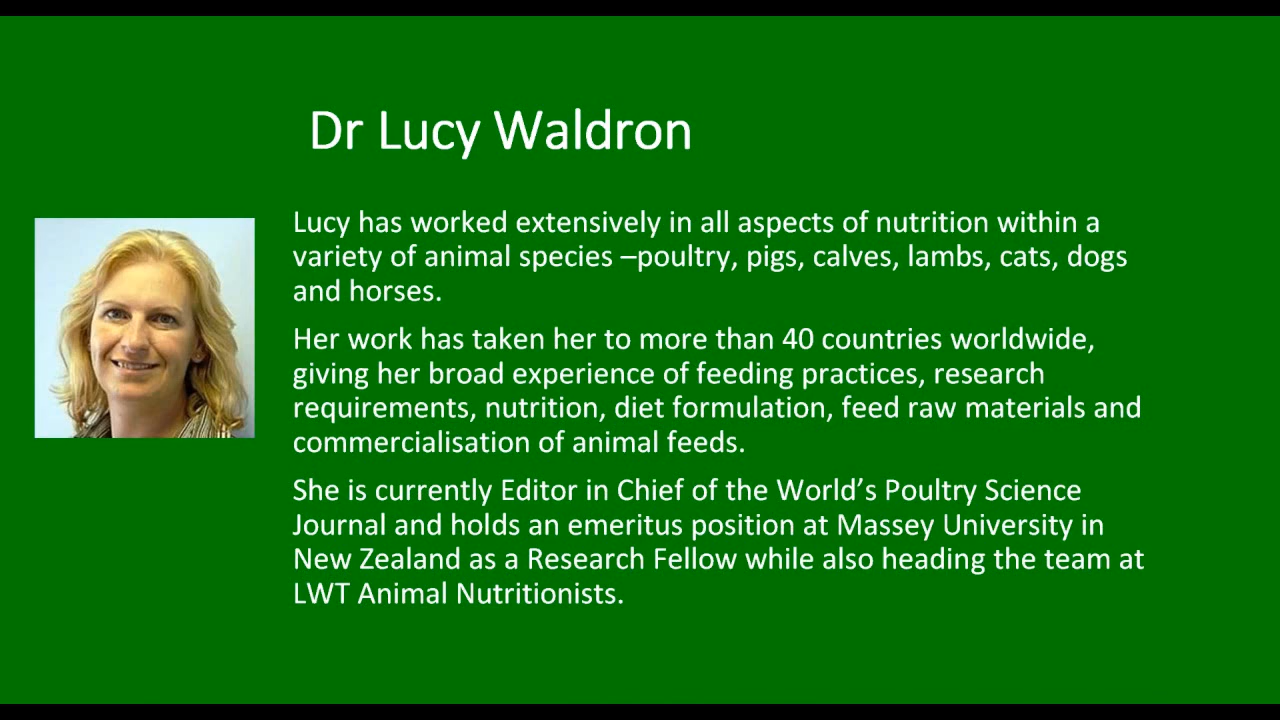 Dr Lucy Waldron
Lucy has worked extensively in all aspects of nutrition within a
variety of animal species –poultry, pigs, calves, lambs, cats, dogs
and horses.
Her work has taken her to more than 40 countries worldwide,
giving her broad experience of feeding practices, research
requirements, nutrition, diet formulation, feed raw materials and
commercialisation of animal feeds.
She is currently Editor in Chief of the World’s Poultry Science
Journal and holds an emeritus position at Massey University in
New Zealand as a Research Fellow while also heading the team at
LWT Animal Nutritionists.